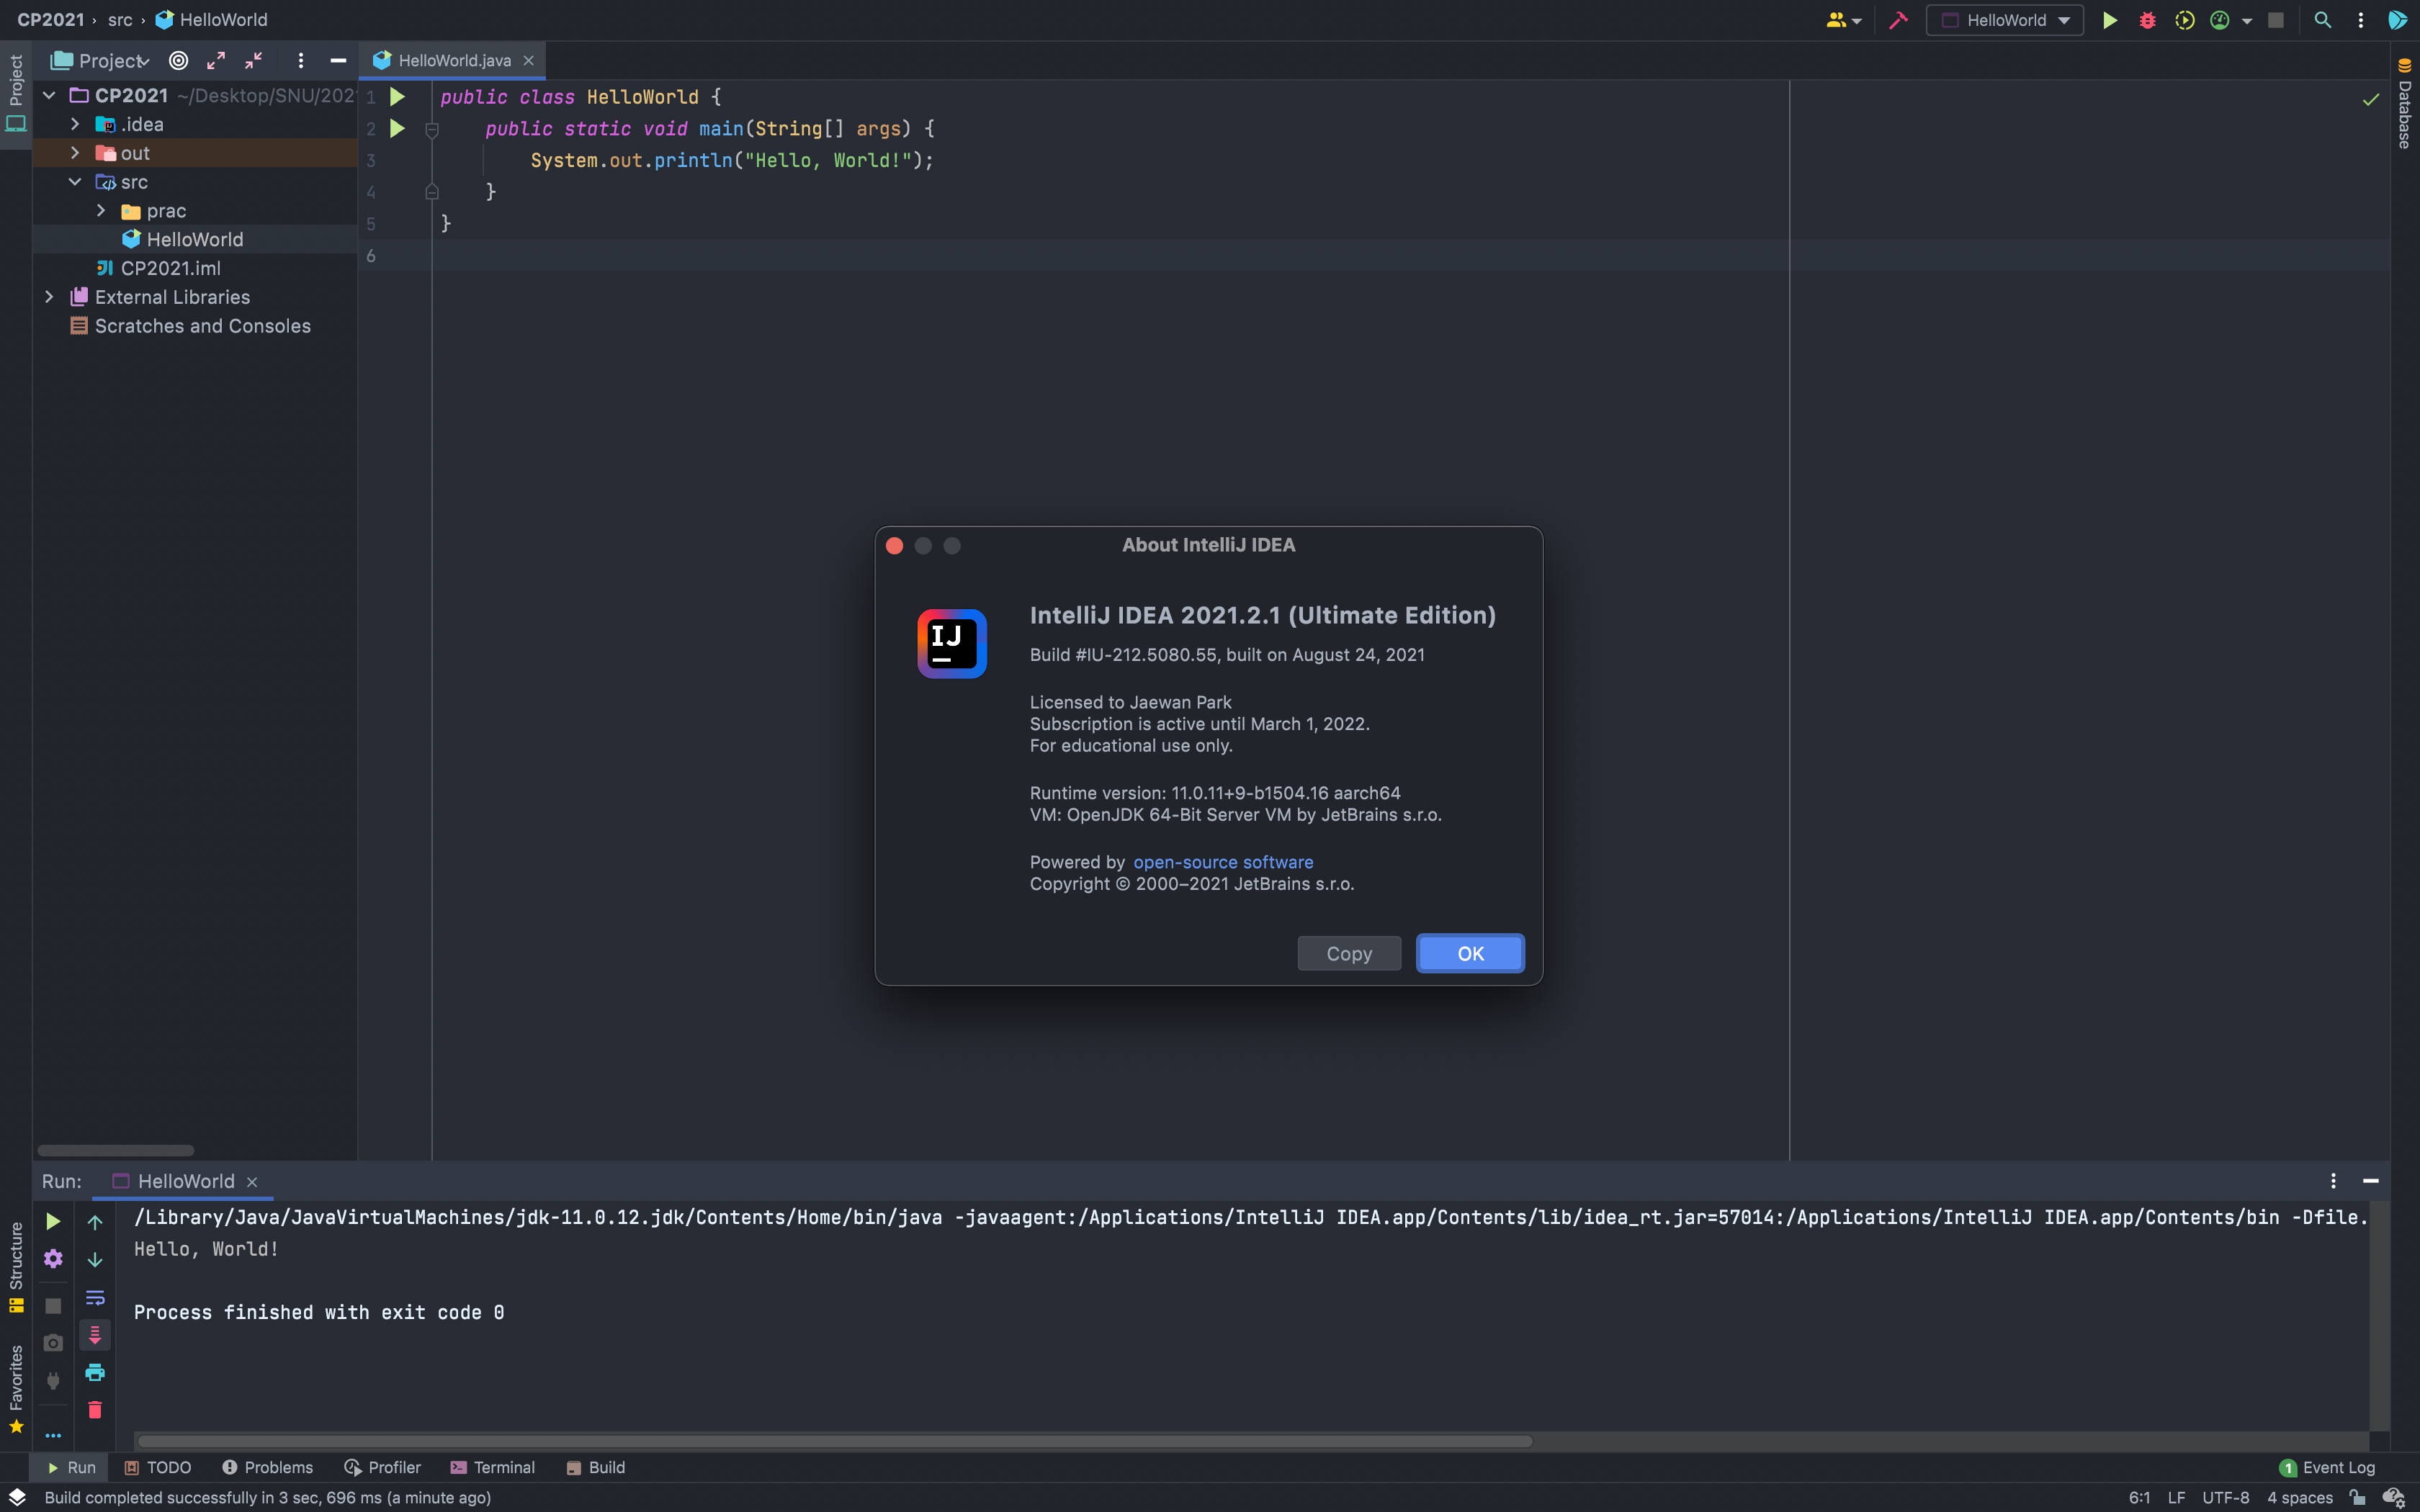 CP2021 › src › HelloWorld
HelloWorld
Project
Project
HelloWorld.java
Database
CP2021 ~/Desktop/SNU/202
.idea
out
src
prac
HelloWorld
CP2021.iml
External Libraries
Scratches and Consoles
1 public class HelloWorld {
2 public static void main(String[] args) {
3 System.out.println("Hello, World!");
4 }
5 }
6
About IntelliJ IDEA
IJ
IntelliJ IDEA 2021.2.1 (Ultimate Edition)
Build #IU-212.5080.55, built on August 24, 2021
Licensed to Jaewan Park
Subscription is active until March 1, 2022.
For educational use only.
Runtime version: 11.0.11+9-b1504.16 aarch64
VM: OpenJDK 64-Bit Server VM by JetBrains s.r.o.
Powered by open-source software
Copyright © 2000–2021 JetBrains s.r.o.
Copy
OK
Run:
HelloWorld
/Library/Java/JavaVirtualMachines/jdk-11.0.12.jdk/Contents/Home/bin/java -javaagent:/Applications/IntelliJ IDEA.app/Contents/lib/idea_rt.jar=57014:/Applications/IntelliJ IDEA.app/Contents/bin -Dfile.
Hello, World!
Process finished with exit code 0
Structure
Favorites
Run
TODO
Problems
Profiler
Terminal
Build
1 Event Log
Build completed successfully in 3 sec, 696 ms (a minute ago)
6:1 LF UTF-8 4 spaces